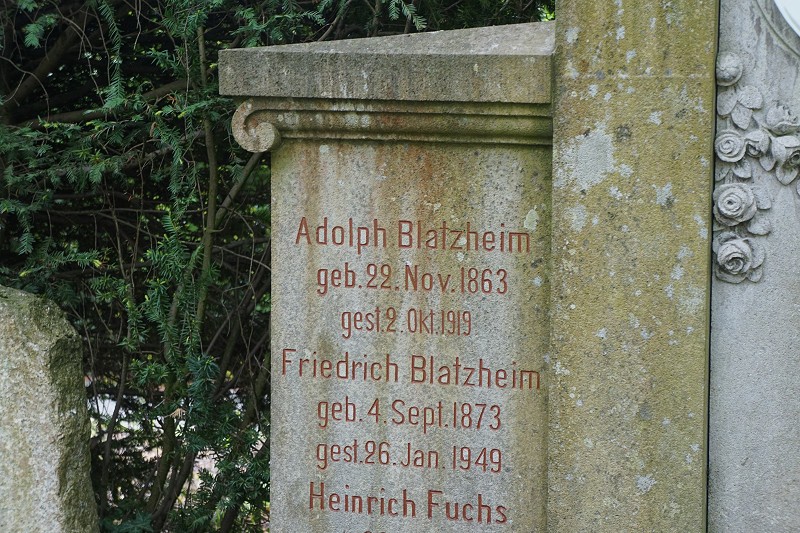 Adolph Blatzheim
geb. 22. Nov. 1863
gest. 2. Okt. 1919
Friedrich Blatzheim
geb. 4. Sept. 1873
gest. 26. Jan. 1949
Heinrich Fuchs